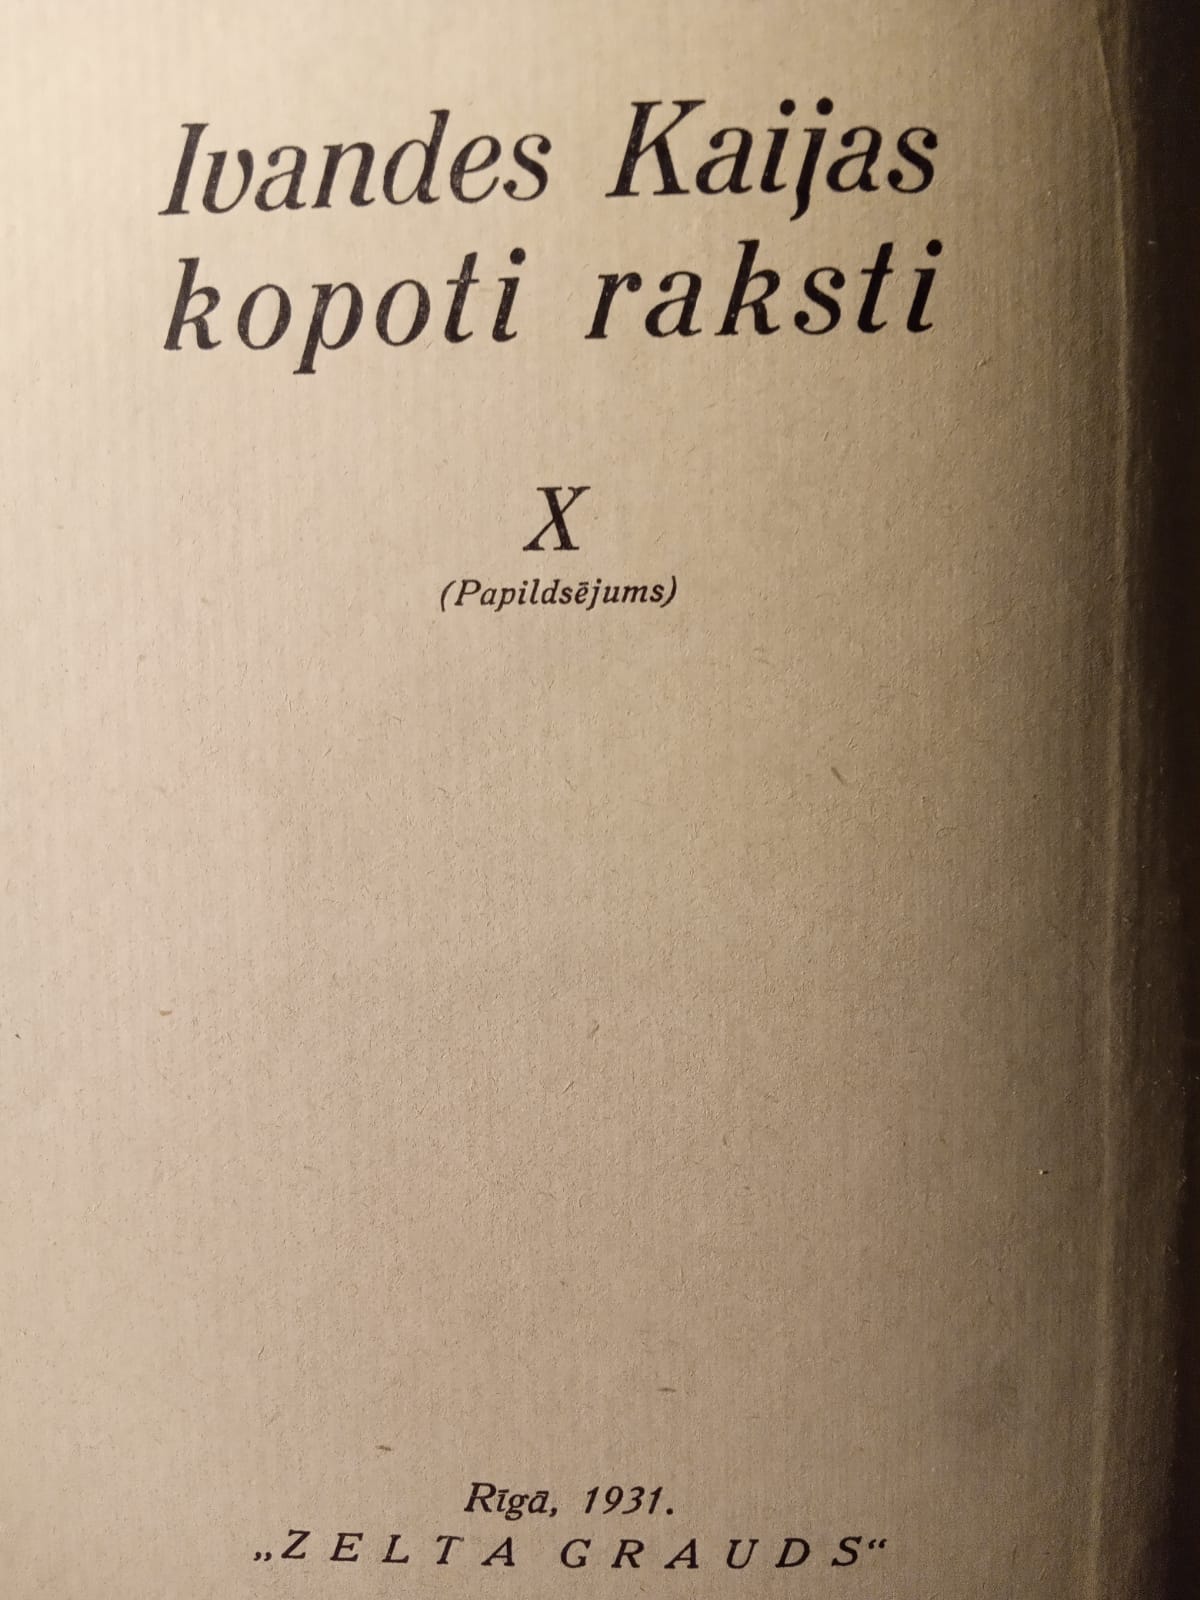 Ivandes Kaijas
kopoti raksti
X
(Papildsējums)
Rīgā, 1931.
„ZELTA GRAUDS“